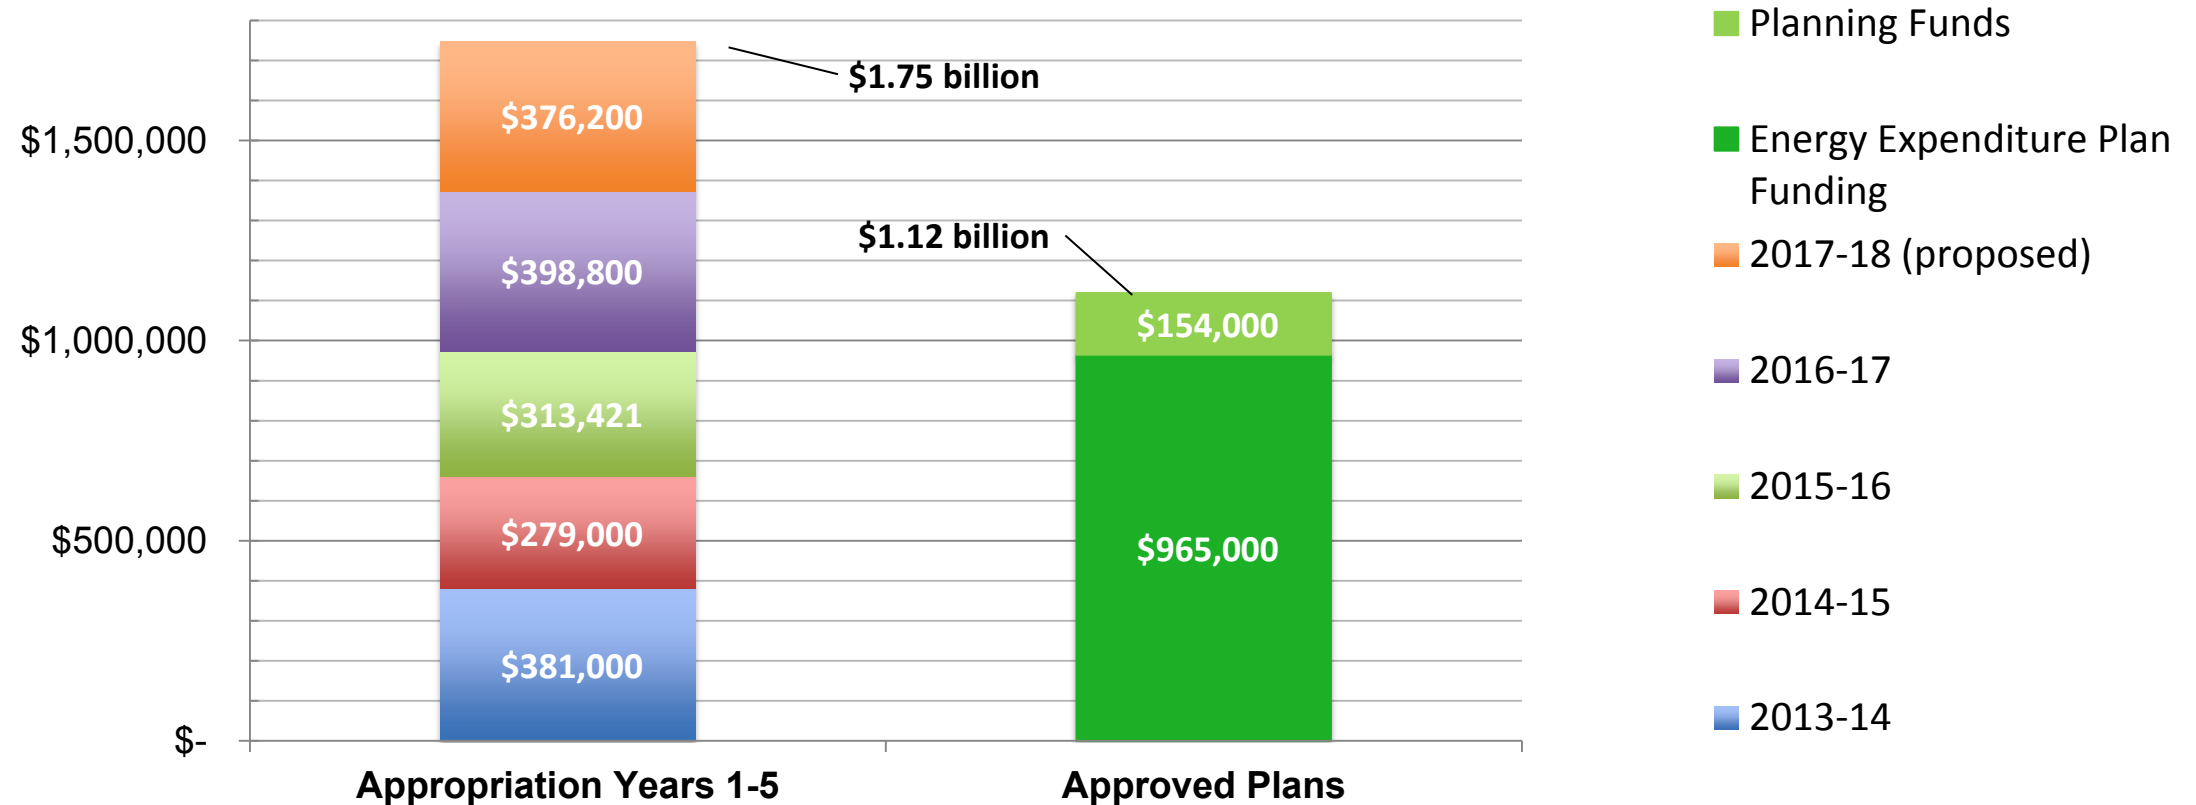 $1,500,000
$1,000,000
$500,000
$-
$376,200
$398,800
$313,421
$279,000
$381,000
$1.75 billion
$1.12 billion
$154,000
$965,000
Appropriation Years 1-5
Approved Plans
Planning Funds
Energy Expenditure Plan
Funding
2017-18 (proposed)
2016-17
2015-16
2014-15
2013-14